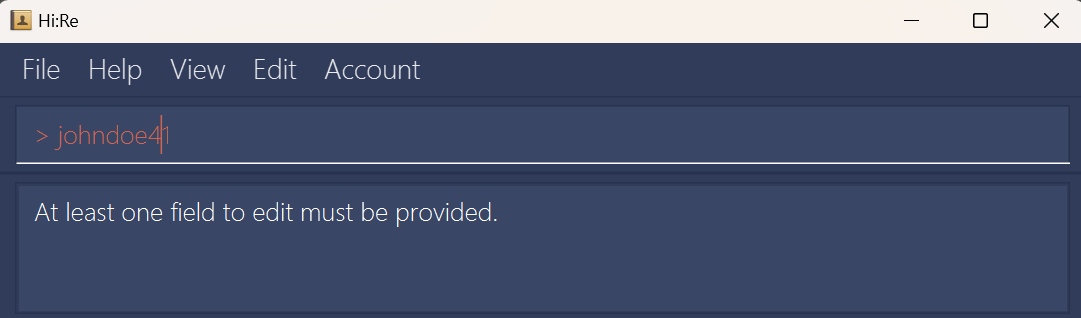 Hi:Re
File Help View Edit Account
> johndoe41
At least one field to edit must be provided.